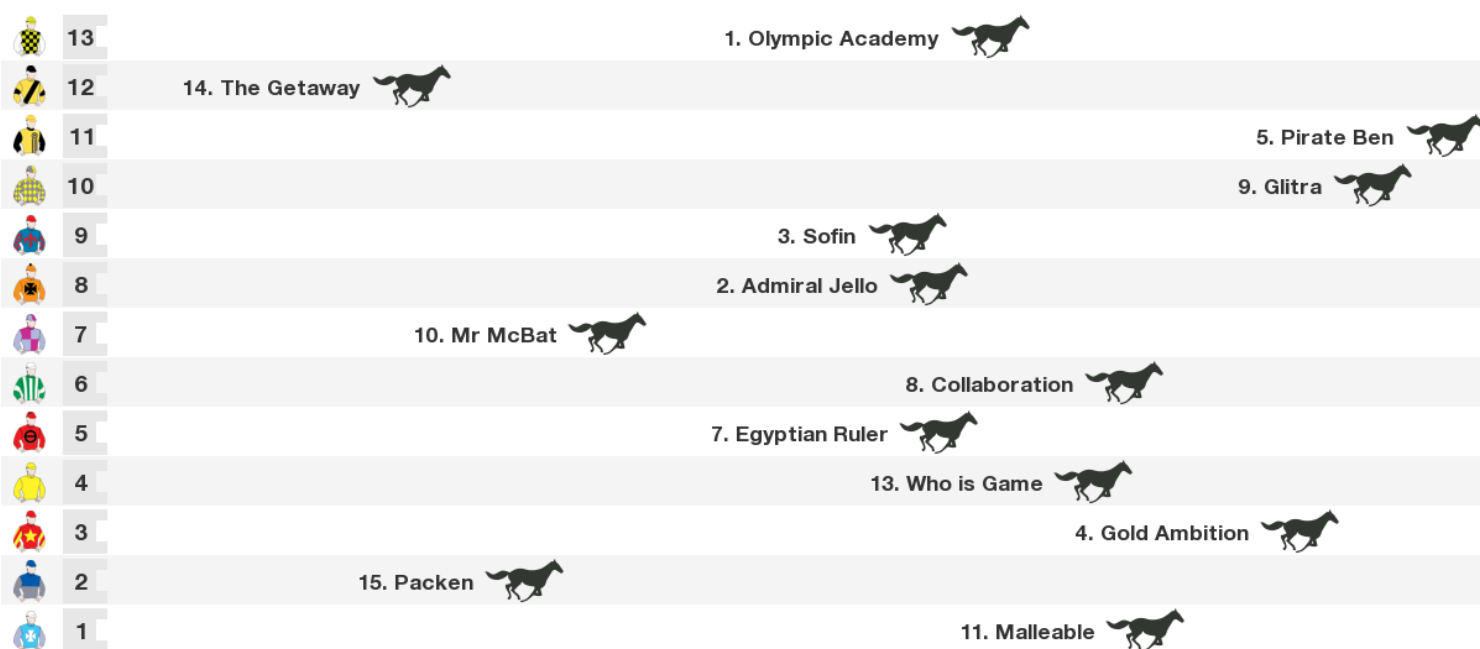 13 1. Olympic Academy
12 14. The Getaway
11 5. Pirate Ben
10 9. Glitra
9 3. Sofin
8 2. Admiral Jello
7 10. Mr McBat
6 8. Collaboration
5 7. Egyptian Ruler
4 13. Who is Game
3 4. Gold Ambition
2 15. Packen
1 11. Malleable